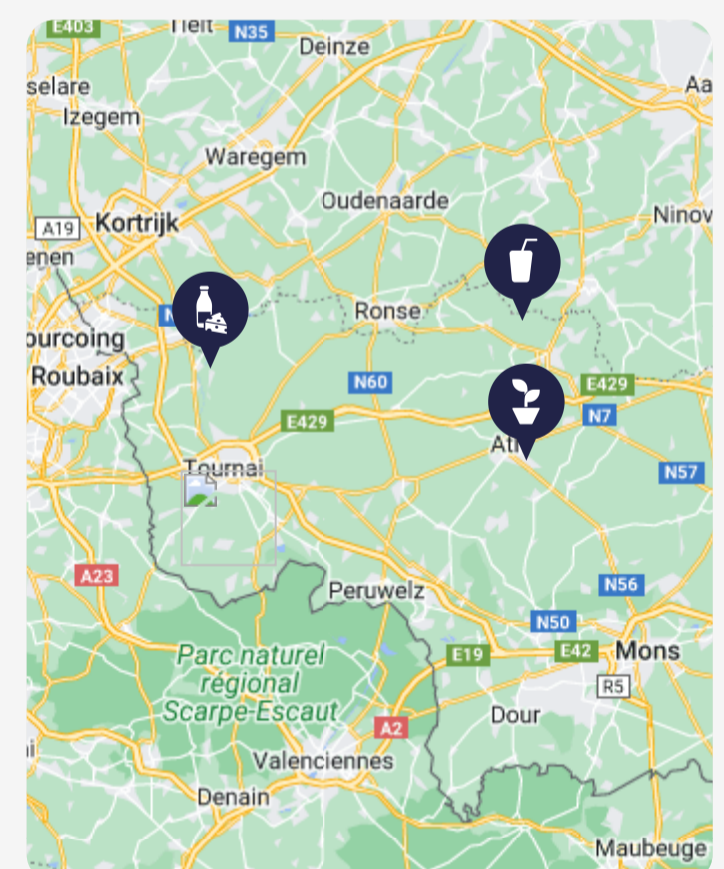 E403
Tielt
N35
Deinze
selare
Aa
Izegem
Waregem
Oudenaarde
Ninov
Kortrijk
A19
enen
Ronse
N
ourcoing
Roubaix
N60
E429
E429
N7
Ath
Tournai
N57
A23
Peruwelz
N56
N50
Parc naturel
régional
Scarpe-Escaut
E19
E42
Mons
R5
Dour
A2
Valenciennes
Denain
Maubeuge